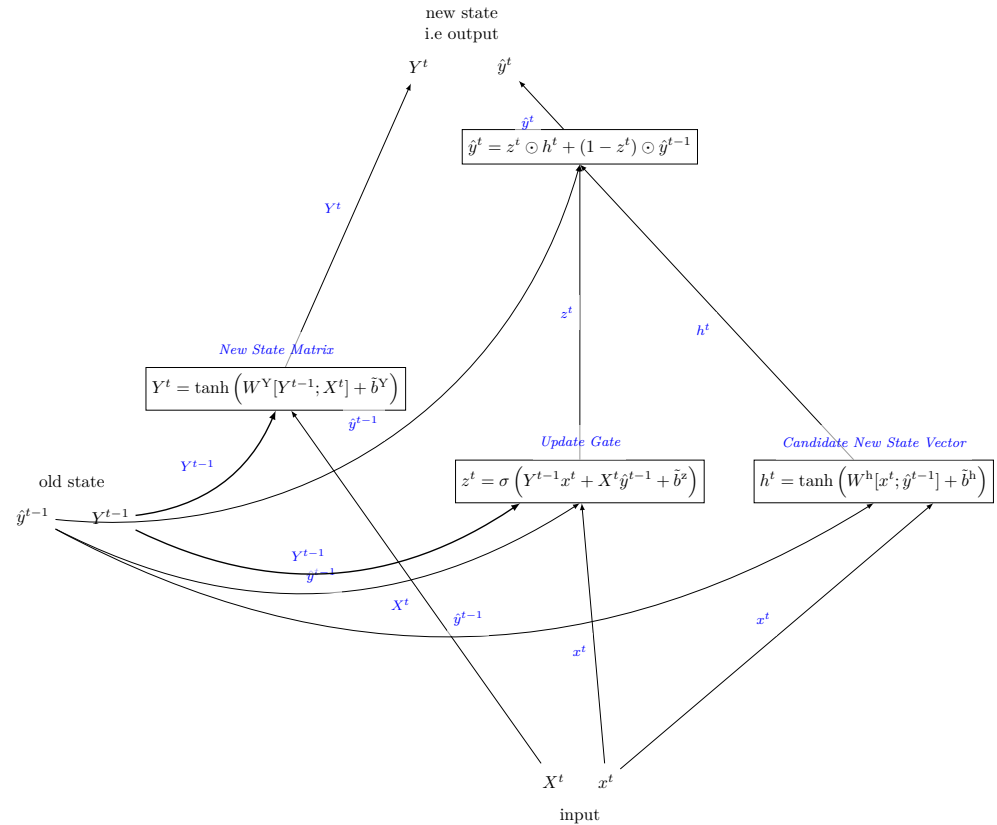 new state
i.e output
Y^t ŷ^t
ŷ^t
ŷ^t = z^t ⊙ h^t + (1 − z^t) ⊙ ŷ^{t−1}
Y^t
z^t
h^t
New State Matrix
Y^t = tanh (W^Y[Y^{t−1}; X^t] + b̃^Y)
ŷ^{t−1}
Update Gate
Candidate New State Vector
Y^{t−1}
old state
z^t = σ (Y^{t−1}x^t + X^tŷ^{t−1} + b̃^z)
h^t = tanh (W^h[x^t; ŷ^{t−1}] + b̃^h)
ŷ^{t−1} Y^{t−1}
Y^{t−1}
ŷ^{t−1}
X^t
ŷ^{t−1}
x^t
x^t
X^t x^t
input